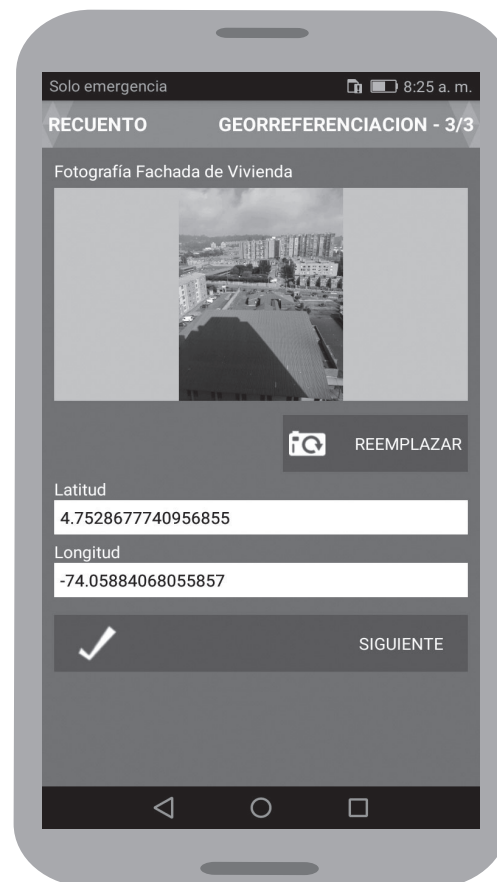 Solo emergencia 8:25 a. m.
RECUENTO GEORREFERENCIACION - 3/3
Fotografía Fachada de Vivienda
REEMPLAZAR
Latitud
4.7528677740956855
Longitud
-74.05884068055857
SIGUIENTE